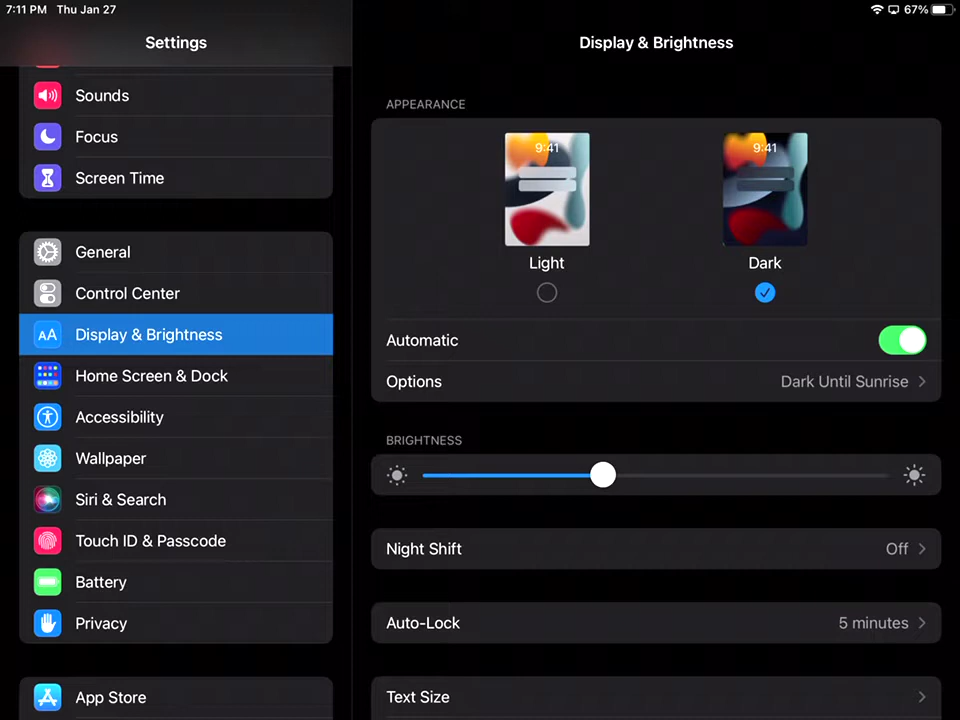 7:11 PM Thu Jan 27
67%
Settings
Sounds
Focus
Screen Time
General
Control Center
AA Display & Brightness
Home Screen & Dock
Accessibility
Wallpaper
Siri & Search
Touch ID & Passcode
Battery
Privacy
App Store
Display & Brightness
APPEARANCE
9:41 9:41
Light Dark
Automatic
Options Dark Until Sunrise
BRIGHTNESS
Night Shift Off
Auto-Lock 5 minutes
Text Size